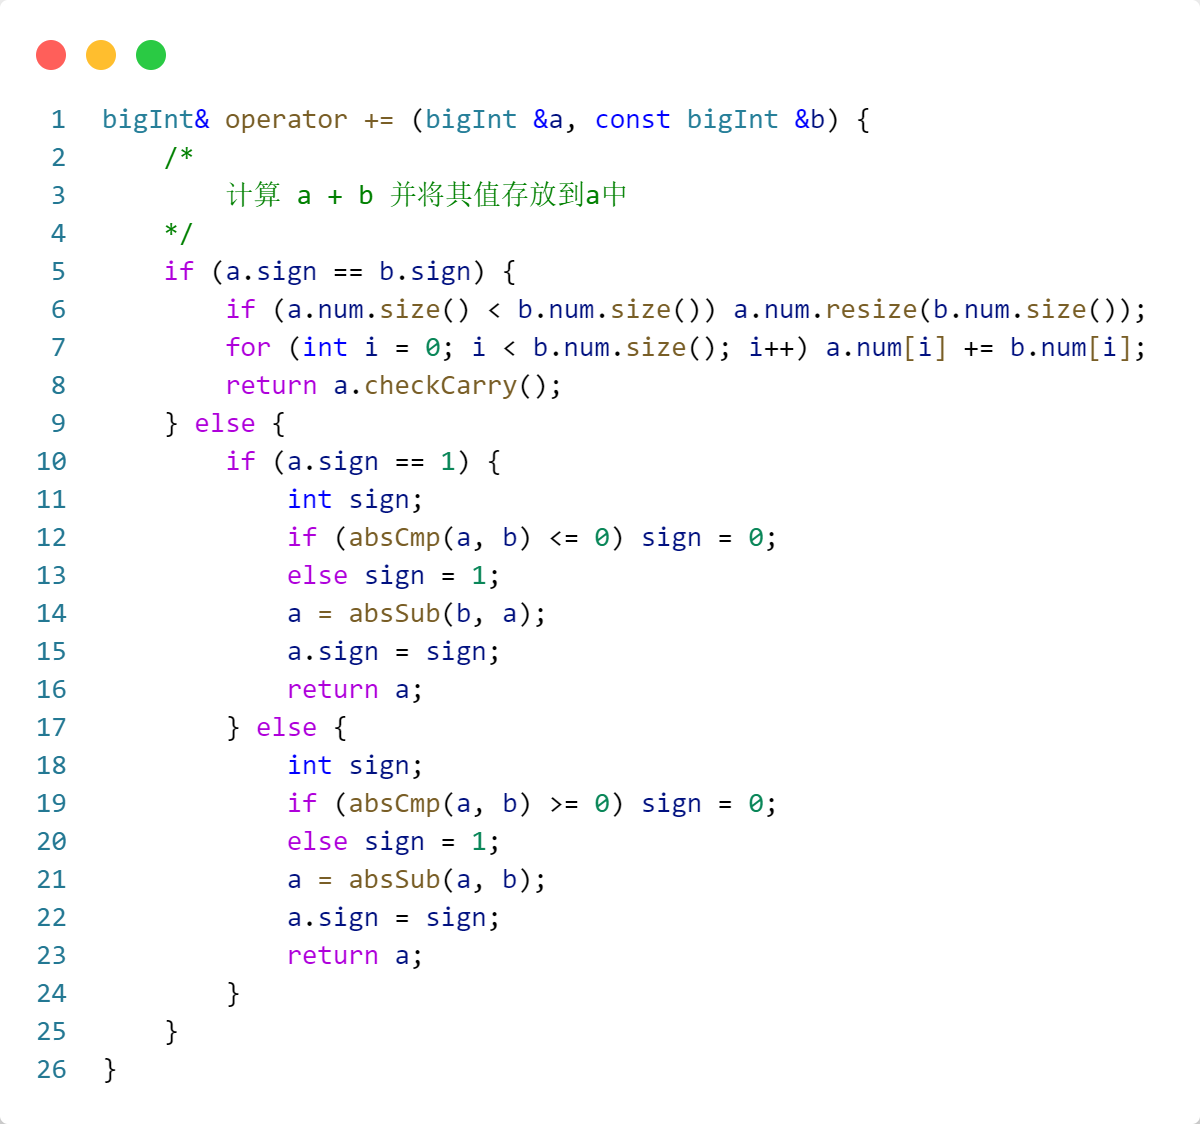 1 bigInt& operator += (bigInt &a, const bigInt &b) {
2     /*
3         计算 a + b 并将其值存放到a中
4     */
5     if (a.sign == b.sign) {
6         if (a.num.size() < b.num.size()) a.num.resize(b.num.size());
7         for (int i = 0; i < b.num.size(); i++) a.num[i] += b.num[i];
8         return a.checkCarry();
9     } else {
10         if (a.sign == 1) {
11             int sign;
12             if (absCmp(a, b) <= 0) sign = 0;
13             else sign = 1;
14             a = absSub(b, a);
15             a.sign = sign;
16             return a;
17         } else {
18             int sign;
19             if (absCmp(a, b) >= 0) sign = 0;
20             else sign = 1;
21             a = absSub(a, b);
22             a.sign = sign;
23             return a;
24         }
25     }
26 }